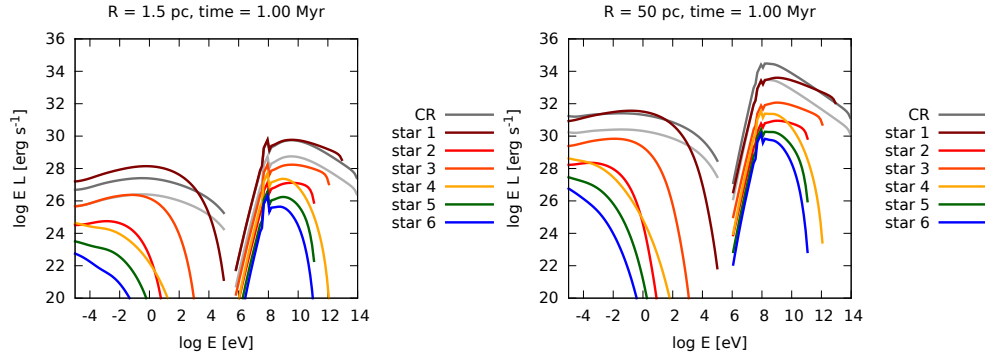 R = 1.5 pc, time = 1.00 Myr
36
34
32
30
28
26
24
22
20
log E L [erg s⁻¹]
-4 -2 0 2 4 6 8 10 12 14
log E [eV]
CR
star 1
star 2
star 3
star 4
star 5
star 6
R = 50 pc, time = 1.00 Myr
36
34
32
30
28
26
24
22
20
log E L [erg s⁻¹]
-4 -2 0 2 4 6 8 10 12 14
log E [eV]
CR
star 1
star 2
star 3
star 4
star 5
star 6